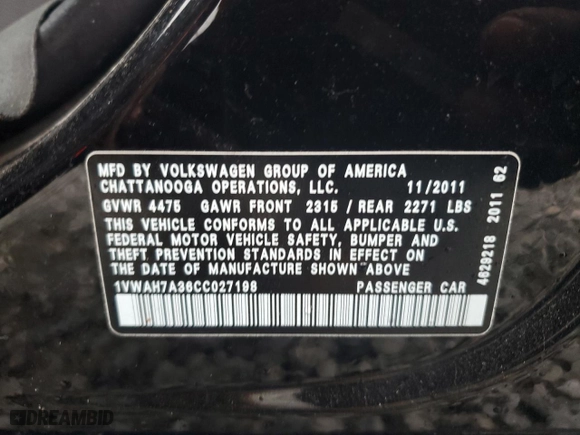 MFD BY VOLKSWAGEN GROUP OF AMERICA
CHATTANOOGA OPERATIONS, LLC. 11/2011
GVWR 4475 GAWR FRONT 2315 / REAR 2271 LBS
THIS VEHICLE CONFORMS TO ALL APPLICABLE U.S.
FEDERAL MOTOR VEHICLE SAFETY, BUMPER AND
THEFT PREVENTION STANDARDS IN EFFECT ON
THE DATE OF MANUFACTURE SHOWN ABOVE
1VWAH7A36CC027198 PASSENGER CAR
4629218 2011 62
DREAMBID